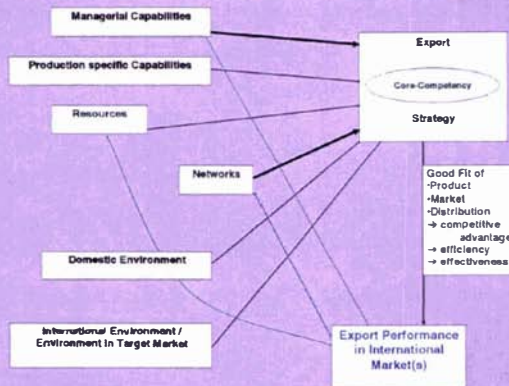 Managerial Capabilities
Production specific Capabilities
Resources
Networks
Domestic Environment
International Environment /
Environment in Target Market
Export
Core-Competency
Strategy
Good Fit of
-Product
-Market
-Distribution
→ competitive
advantage
→ efficiency
→ effectiveness
Export Performance
in International
Market(s)